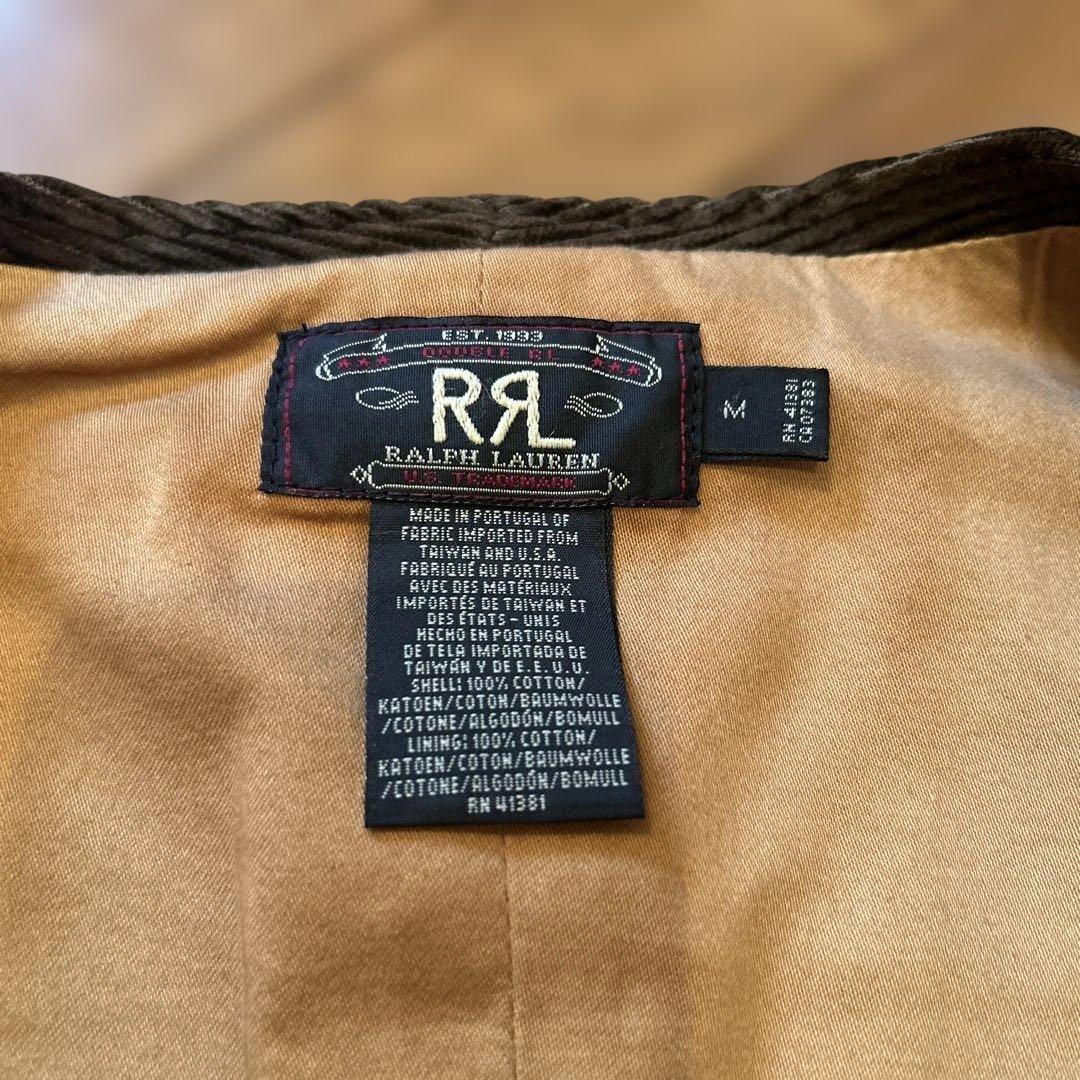 EST. 1993
★★★ DOUBLE RL ★★★
RRL
RALPH LAUREN
U.S. TRADEMARK
M
RN 41381
CA07383
MADE IN PORTUGAL OF
FABRIC IMPORTED FROM
TAIWAN AND U.S.A.
FABRIQUÉ AU PORTUGAL
AVEC DES MATÉRIAUX
IMPORTÉS DE TAIWAN ET
DES ÉTATS - UNIS
HECHO EN PORTUGAL
DE TELA IMPORTADA DE
TAIWÁN Y DE E.E. U.U.
SHELL: 100% COTTON/
KATOEN/COTON/BAUMWOLLE
/COTONE/ALGODÓN/BOMULL
LINING: 100% COTTON/
KATOEN/COTON/BAUMWOLLE
/COTONE/ALGODÓN/BOMULL
RN 41381